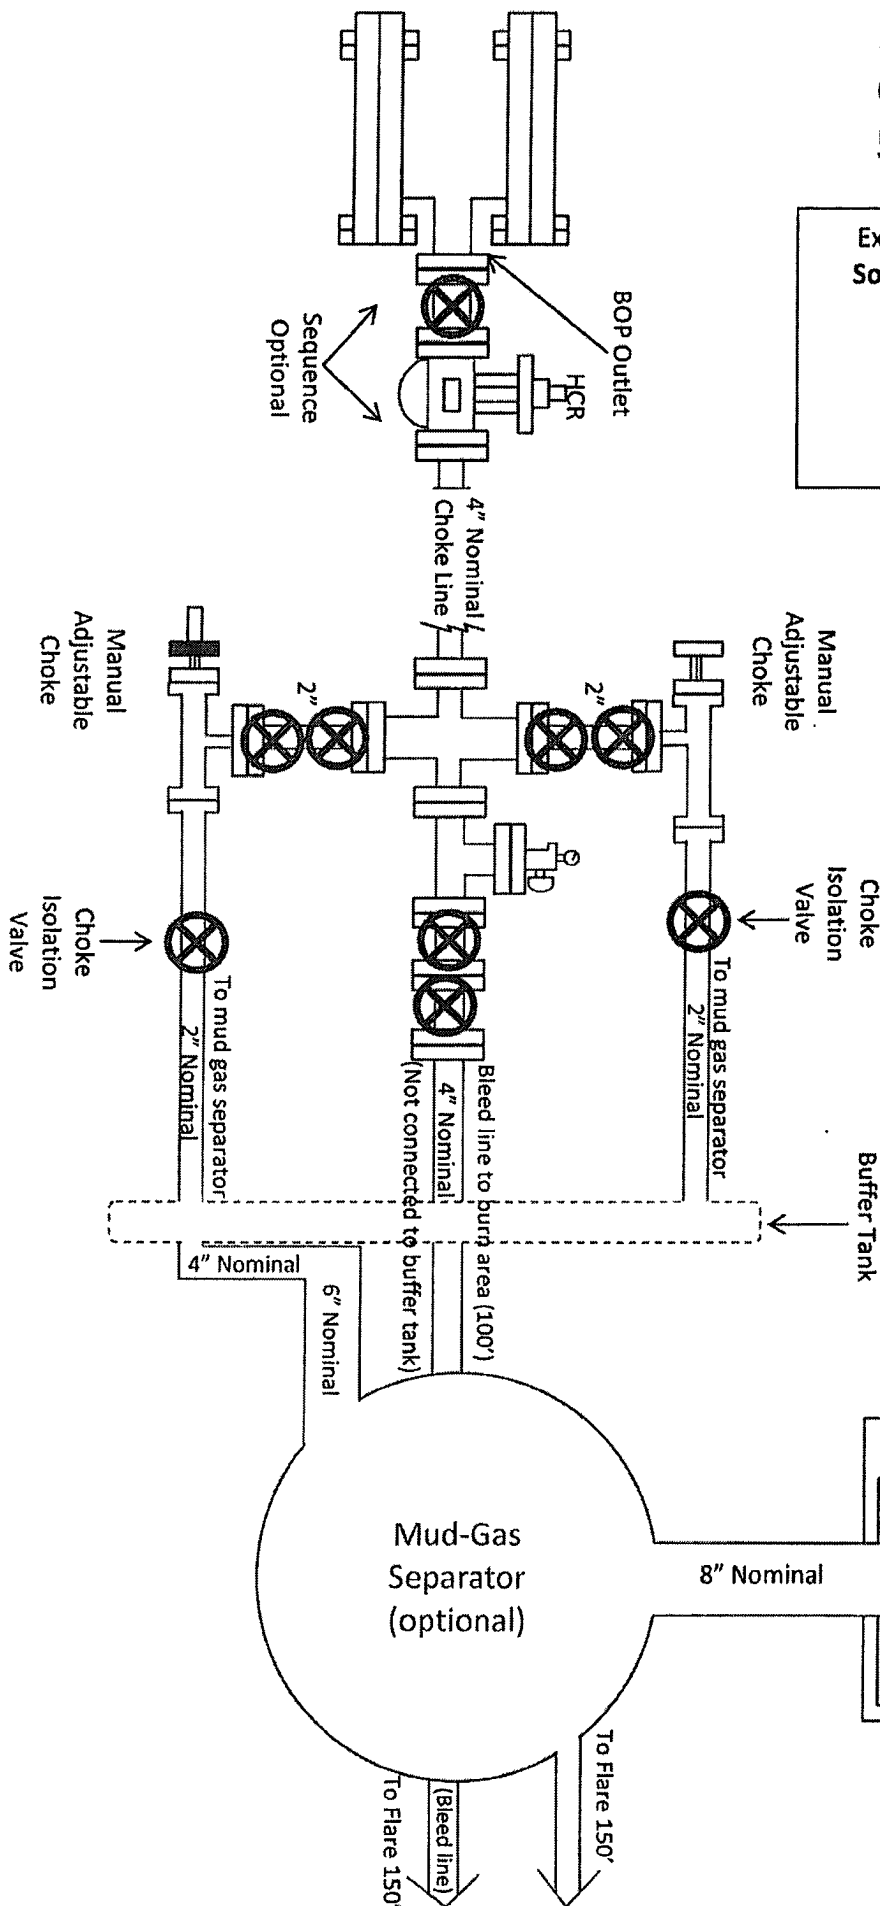 Ex
So
BOP Outlet
HCR
Sequence
Optional
4" Nominal
Choke Line
Manual
Adjustable
Choke
2"
2"
Manual
Adjustable
Choke
Choke
Isolation
Valve
Choke
Isolation
Valve
To mud gas separator
2" Nominal
To mud gas separator
2" Nominal
Bleed line to burn area (100')
4" Nominal
(Not connected to buffer tank)
Buffer Tank
4" Nominal
6" Nominal
Mud-Gas
Separator
(optional)
8" Nominal
To Flare 150'
(Bleed line)
To Flare 150'